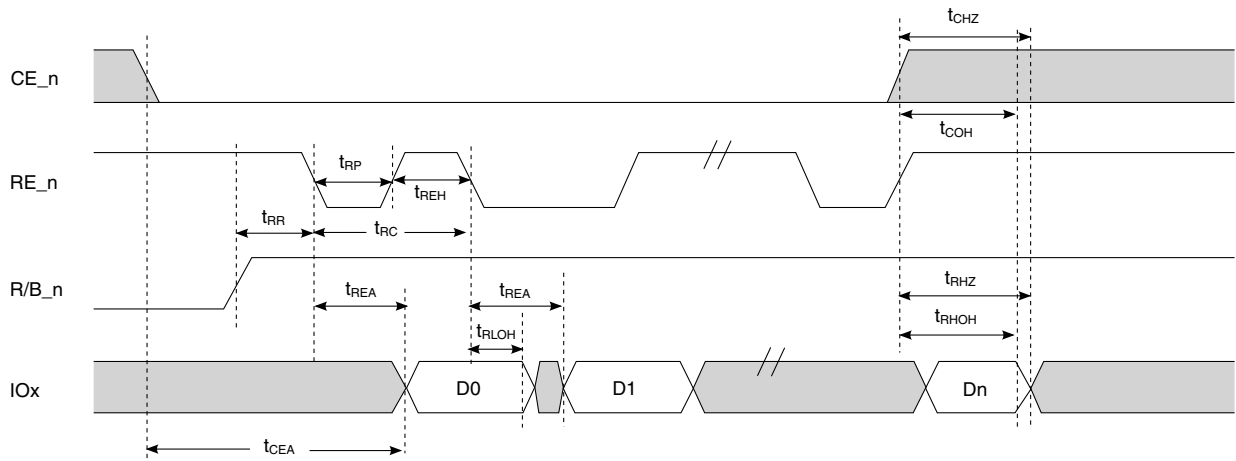 tCHZ
CE_n
tCOH
tRP
RE_n
tREH
tRR
tRC
R/B_n
tREA
tREA
tRHZ
tRLOH
tRHOH
IOx
D0
D1
Dn
tCEA